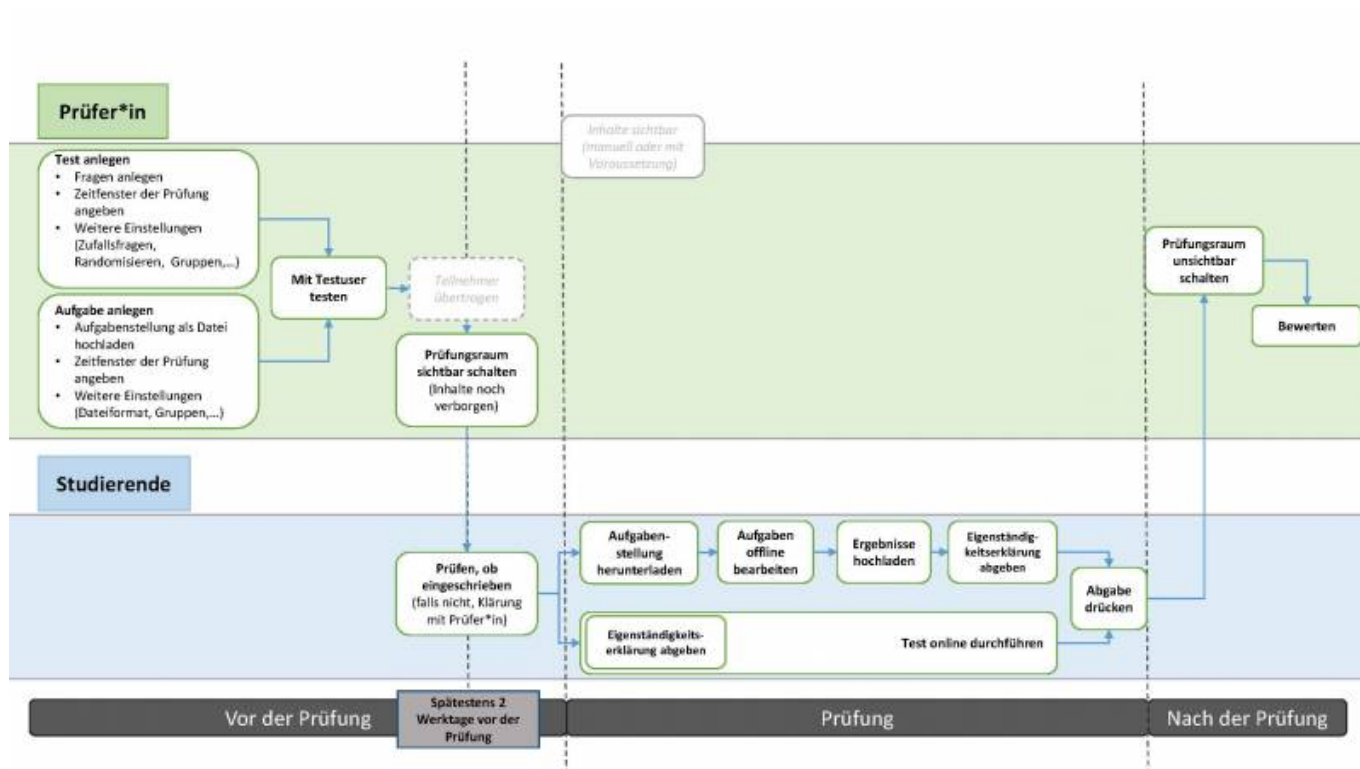 Prüfer*in
Inhalte sichtbar
(manuell oder mit
Voraussetzung)
Test anlegen
• Fragen anlegen
• Zeitfenster der Prüfung
angeben
• Weitere Einstellungen
(Zufallsfragen,
Randomisieren, Gruppen,...)
Aufgabe anlegen
• Aufgabenstellung als Datei
hochladen
• Zeitfenster der Prüfung
angeben
• Weitere Einstellungen
(Dateiformat, Gruppen,...)
Mit Testuser
testen
Teilnehmer
übertragen
Prüfungsraum
sichtbar schalten
(Inhalte noch
verborgen)
Prüfungsraum
unsichtbar
schalten
Bewerten
Studierende
Prüfen, ob
eingeschrieben
(falls nicht, Klärung
mit Prüfer*in)
Aufgaben-
stellung
herunterladen
Aufgaben
offline
bearbeiten
Ergebnisse
hochladen
Eigenständig-
keitserklärung
abgeben
Eigenständigkeits-
erklärung abgeben
Test online durchführen
Abgabe
drücken
Vor der Prüfung
Spätestens 2
Werktage vor der
Prüfung
Prüfung
Nach der Prüfung